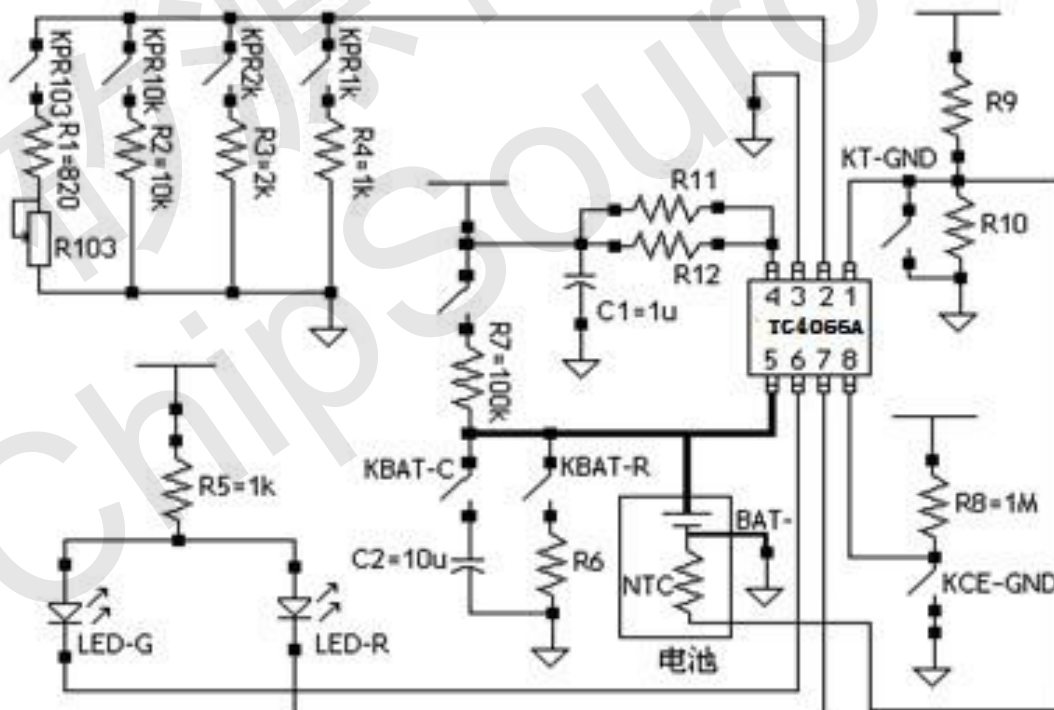 KPR103
KPR10k
KPR2k
KPR1k
R1=820
R2=10k
R3=2k
R4=1k
R103
R9
KT-GND
R10
R11
R12
C1=1u
4 3 2 1
TC4066A
5 6 7 8
R7=100k
R5=1k
KBAT-C
KBAT-R
C2=10u
R6
BAT-
NTC
电池
R8=1M
KCE-GND
LED-G
LED-R
ChipSourc